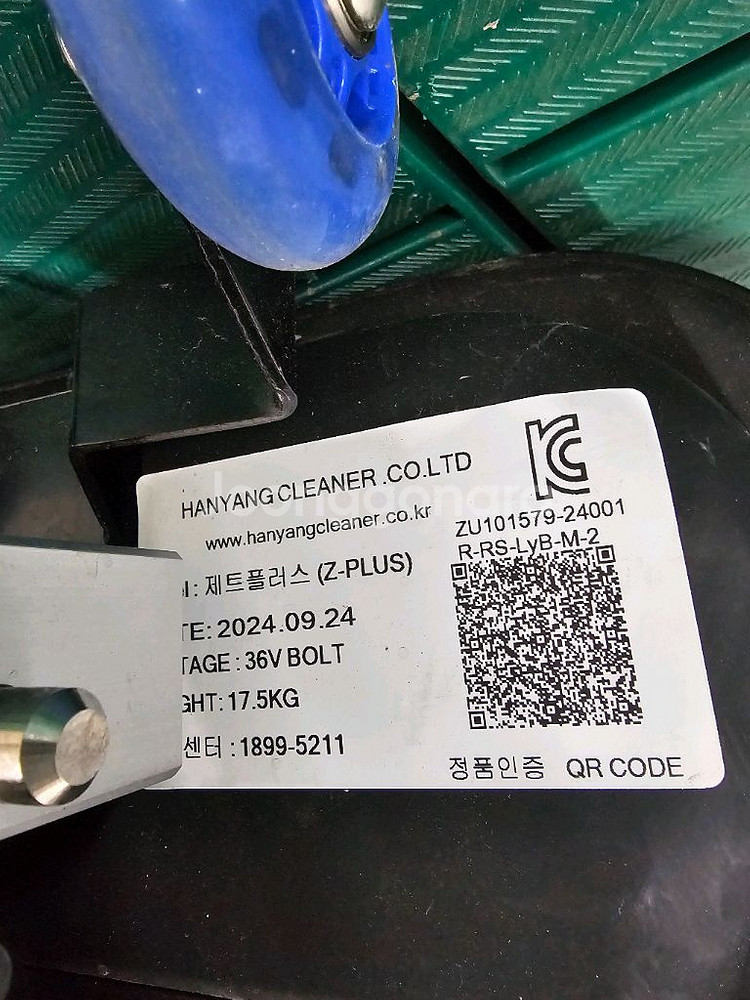 HANYANG CLEANER .CO.LTD
www.hanyangcleaner.co.kr
ZU101579-24001
R-RS-LyB-M-2
: 제트플러스 (Z-PLUS)
TE: 2024.09.24
TAGE : 36V BOLT
GHT: 17.5KG
센터 : 1899-5211
정품인증 QR CODE